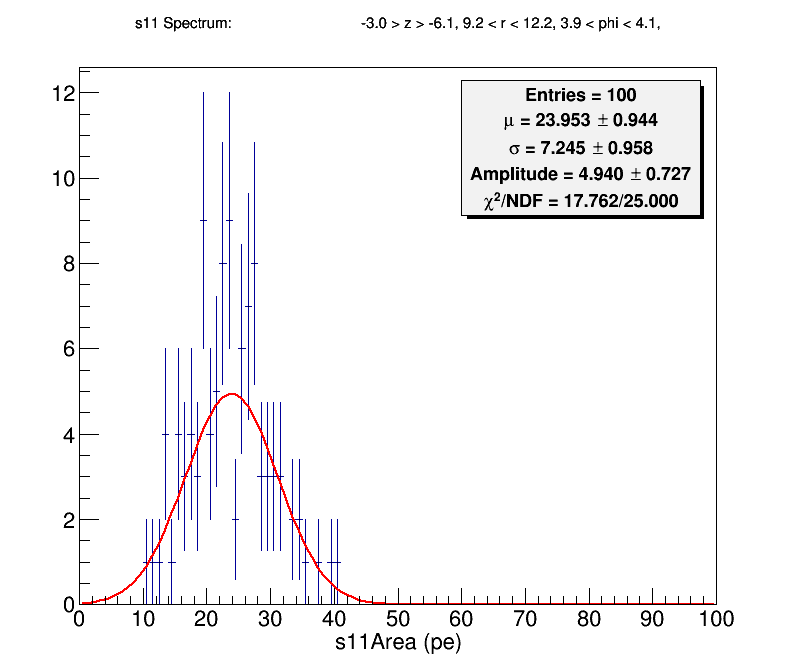 s11 Spectrum: -3.0 > z > -6.1, 9.2 < r < 12.2, 3.9 < phi < 4.1,
Entries = 100
μ = 23.953 ± 0.944
σ = 7.245 ± 0.958
Amplitude = 4.940 ± 0.727
χ²/NDF = 17.762/25.000
12
10
8
6
4
2
0
0 10 20 30 40 50 60 70 80 90 100
s11Area (pe)